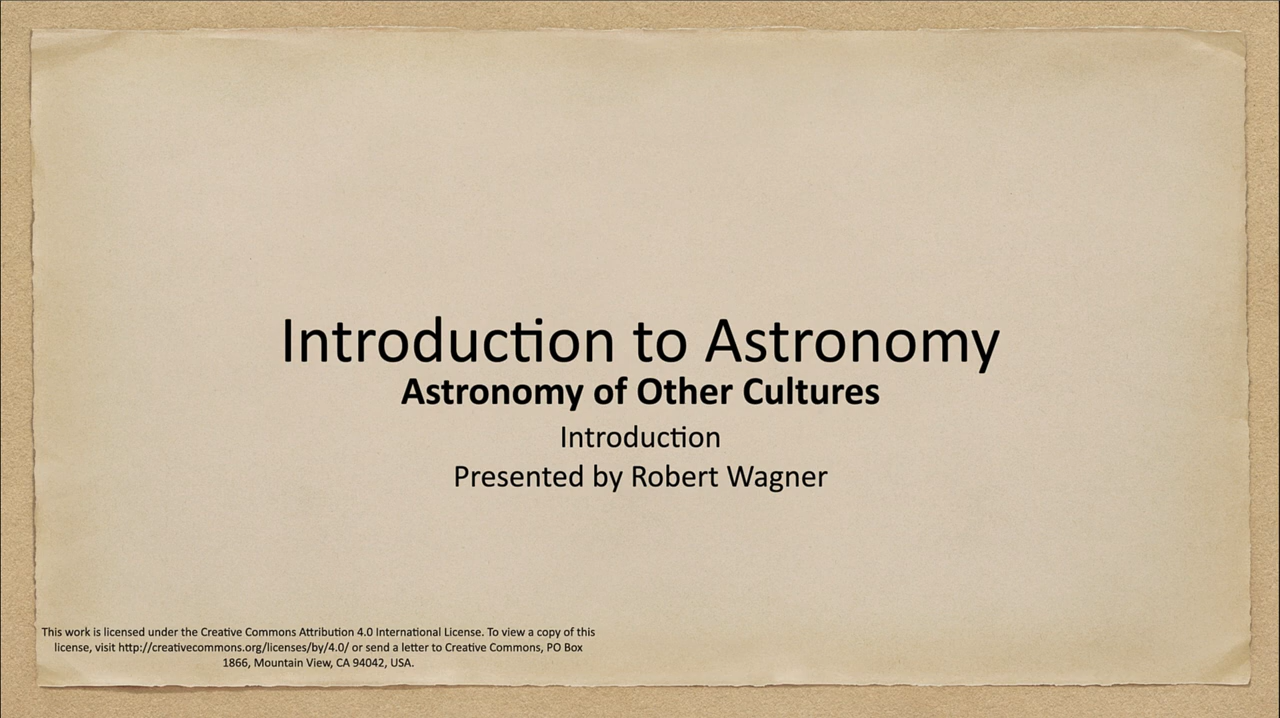 Introduction to Astronomy
Astronomy of Other Cultures
Introduction
Presented by Robert Wagner
This work is licensed under the Creative Commons Attribution 4.0 International License. To view a copy of this
license, visit http://creativecommons.org/licenses/by/4.0/ or send a letter to Creative Commons, PO Box
1866, Mountain View, CA 94042, USA.